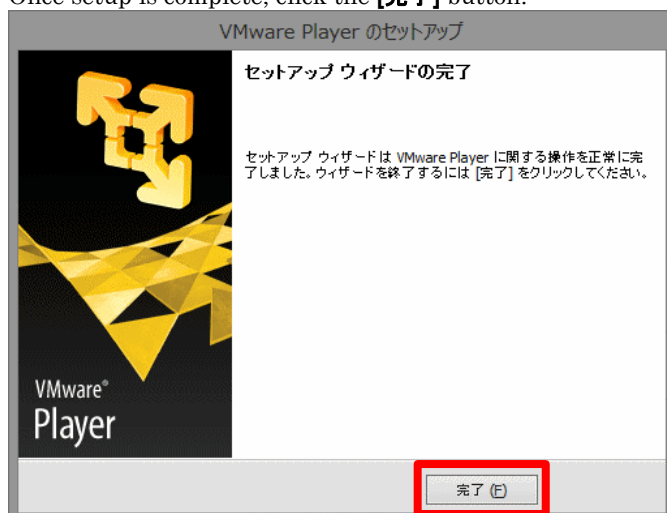 Once setup is complete, click the [完了] button.
VMware Player のセットアップ
セットアップ ウィザードの完了
セットアップ ウィザードは VMware Player に関する操作を正常に完
了しました。ウィザードを終了するには [完了] をクリックしてください。
VMware®
Player
完了 (F)